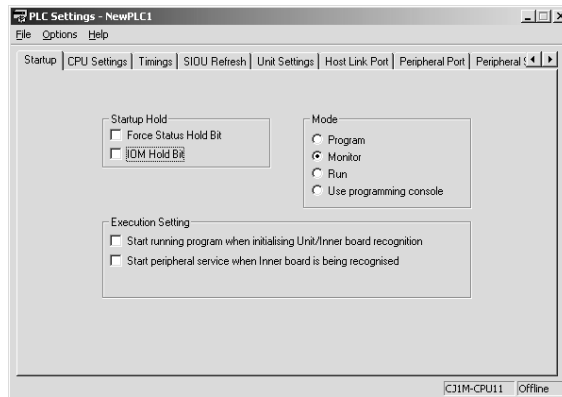 PLC Settings - NewPLC1
File Options Help
Startup CPU Settings Timings SIOU Refresh Unit Settings Host Link Port Peripheral Port Peripheral
Startup Hold
Force Status Hold Bit
IOM Hold Bit
Mode
Program
Monitor
Run
Use programming console
Execution Setting
Start running program when initialising Unit/Inner board recognition
Start peripheral service when Inner board is being recognised
CJ1M-CPU11 Offline